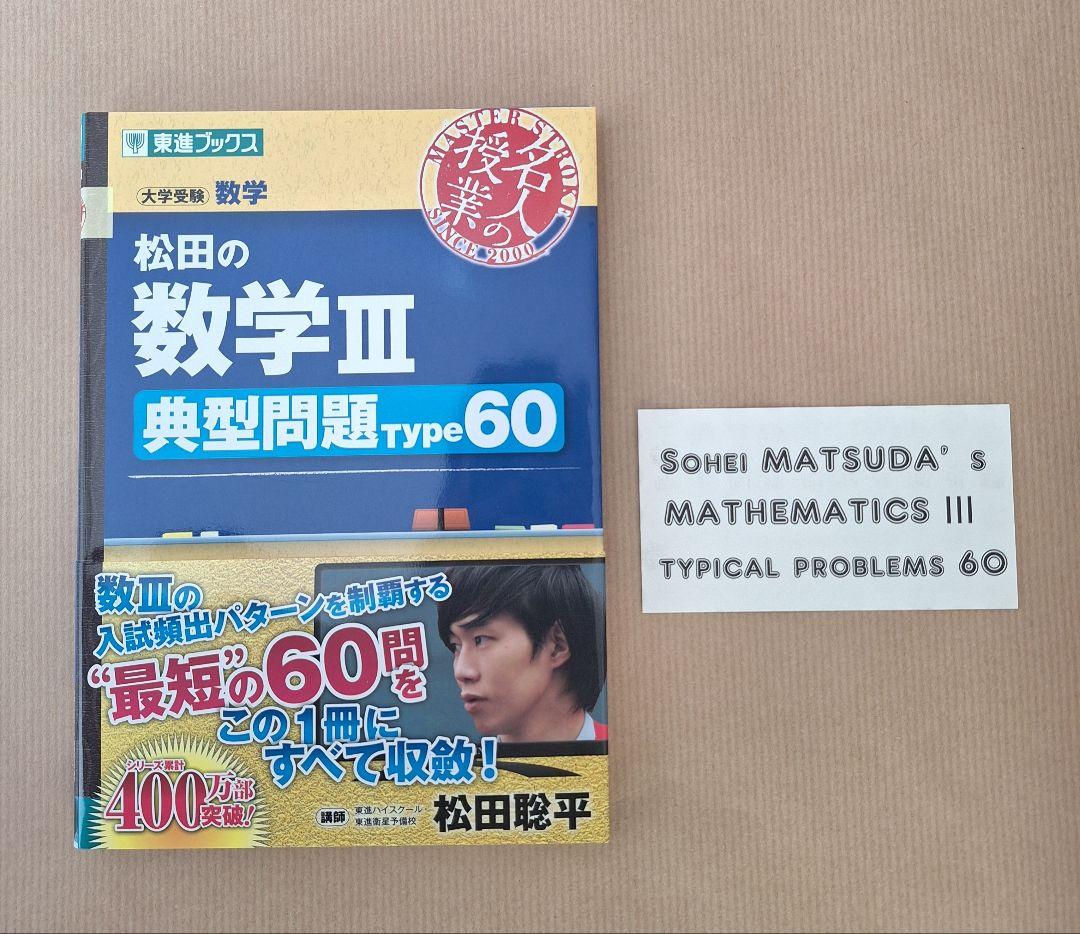 東進ブックス
MASTER STROKE
名人の
授業
SINCE 2000
大学受験 数学
松田の
数学Ⅲ
典型問題Type60
数Ⅲの
入試頻出パターンを制覇する
“最短”の60問を
この1冊に
すべて収斂!
シリーズ累計
400万部
突破!
講師
東進ハイスクール
東進衛星予備校
松田聡平
SOHEI MATSUDA’s
MATHEMATICS III
TYPICAL PROBLEMS 60